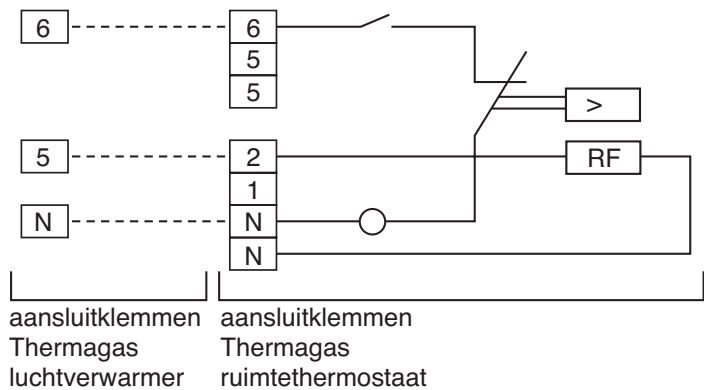 6 6
5
5
>
5 2 RF
1
N N
N
aansluitklemmen aansluitklemmen
Thermagas Thermagas
luchtverwarmer ruimtethermostaat